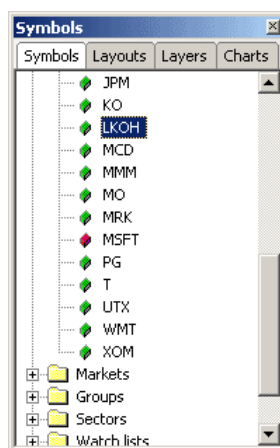 Symbols
Symbols Layouts Layers Charts
JPM
KO
LKOH
MCD
MMM
MO
MRK
MSFT
PG
T
UTX
WMT
XOM
Markets
Groups
Sectors
Watch lists